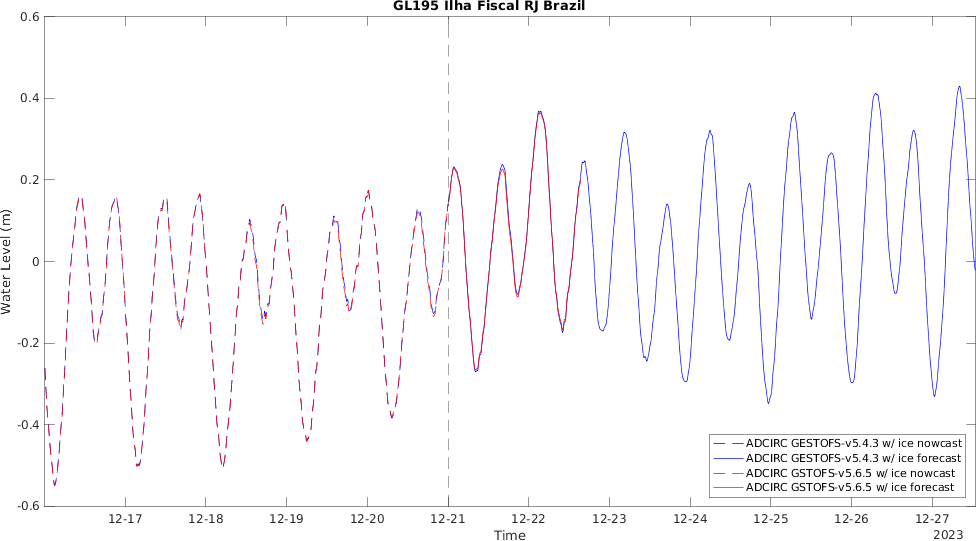 GL195 Ilha Fiscal RJ Brazil
0.6
0.4
0.2
0
-0.2
-0.4
-0.6
Water Level (m)
12-17 12-18 12-19 12-20 12-21 12-22 12-23 12-24 12-25 12-26 12-27
Time
2023
ADCIRC GESTOFS-v5.4.3 w/ ice nowcast
ADCIRC GESTOFS-v5.4.3 w/ ice forecast
ADCIRC GSTOFS-v5.6.5 w/ ice nowcast
ADCIRC GSTOFS-v5.6.5 w/ ice forecast